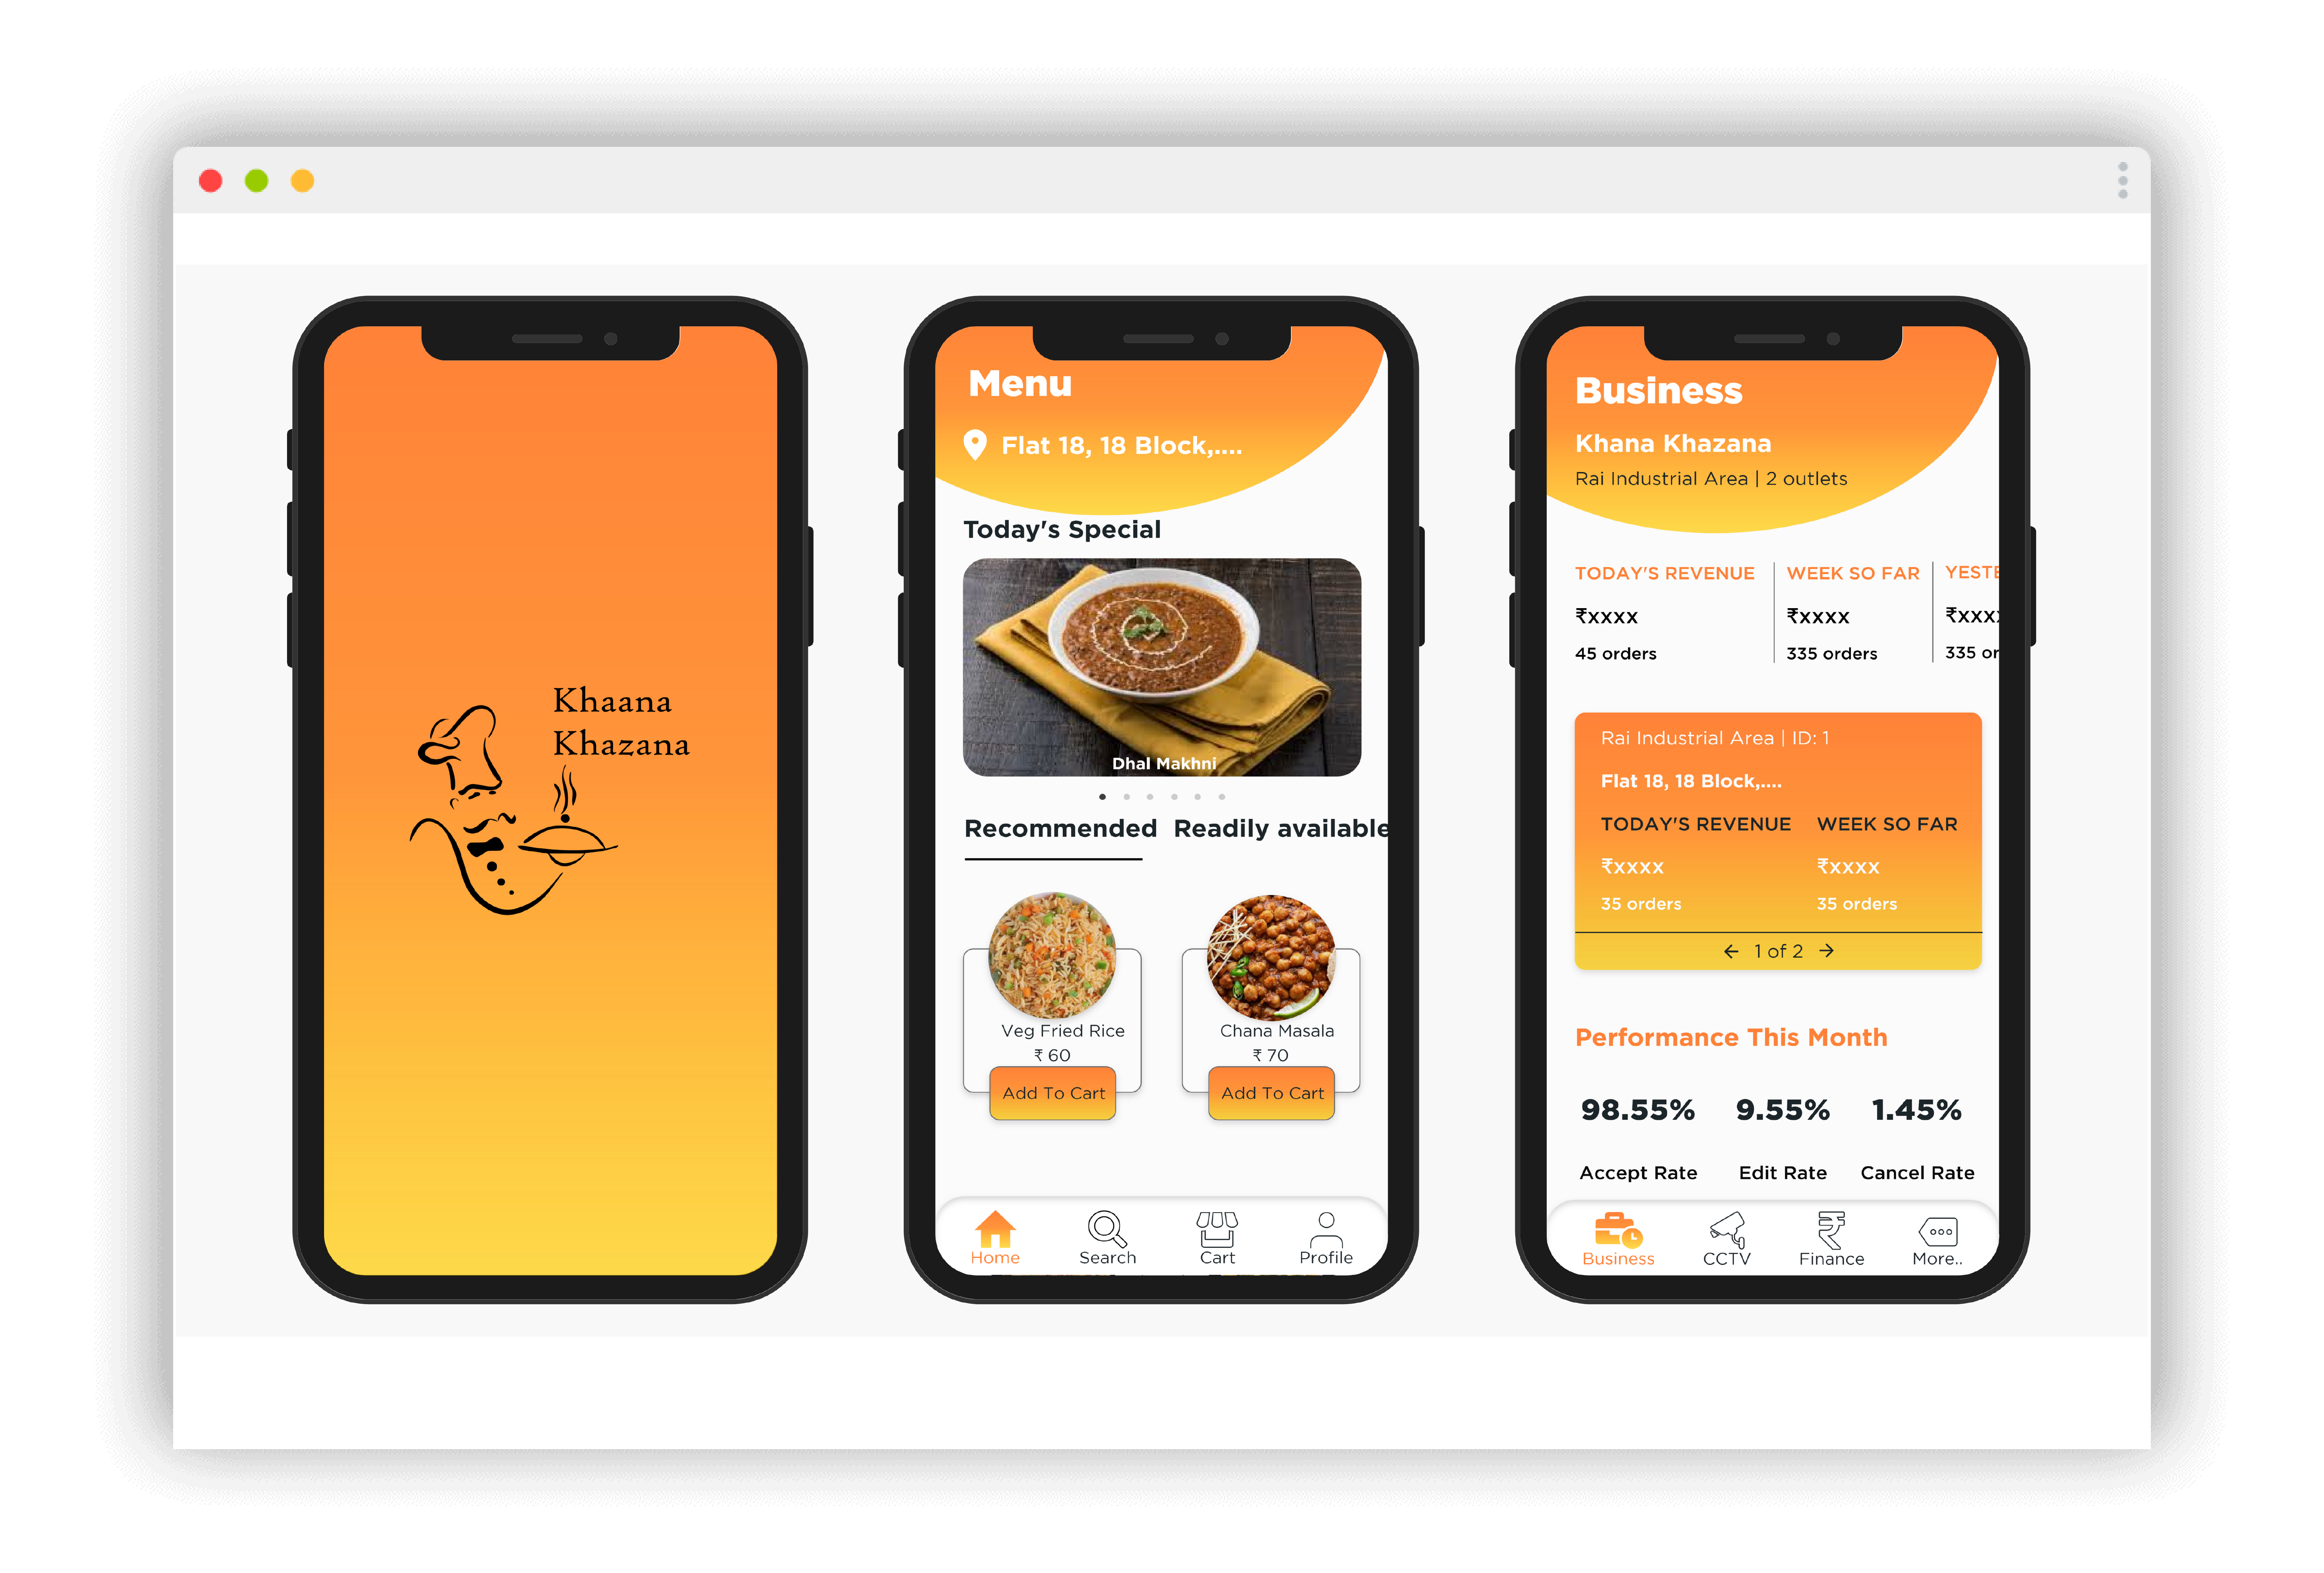 Khaana
Khazana
Menu
Flat 18, 18 Block,....
Today's Special
Dhal Makhni
Recommended Readily available
Veg Fried Rice
₹ 60
Add To Cart
Chana Masala
₹ 70
Add To Cart
Home Search Cart Profile
Business
Khana Khazana
Rai Industrial Area | 2 outlets
TODAY'S REVENUE WEEK SO FAR YESTE
₹xxxx ₹xxxx ₹xxxx
45 orders 335 orders 335 or
Rai Industrial Area | ID: 1
Flat 18, 18 Block,....
TODAY'S REVENUE WEEK SO FAR
₹xxxx ₹xxxx
35 orders 35 orders
← 1 of 2 →
Performance This Month
98.55% 9.55% 1.45%
Accept Rate Edit Rate Cancel Rate
Business CCTV Finance More..